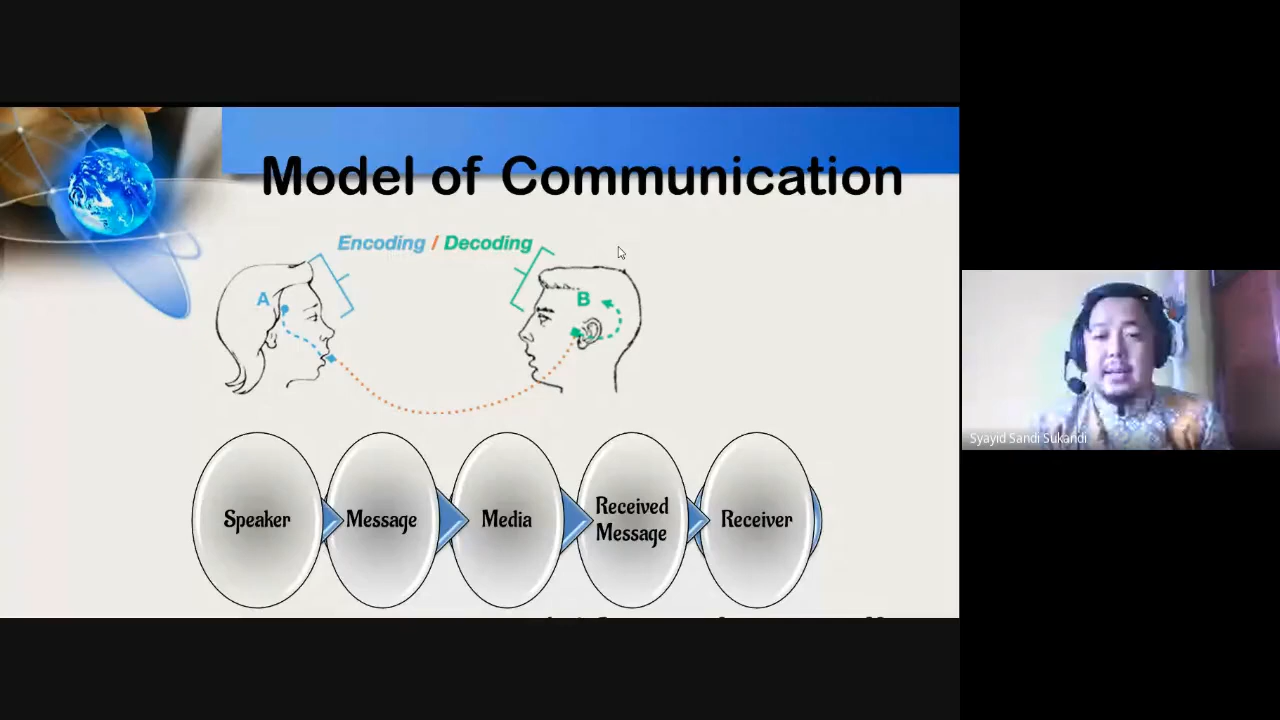 Model of Communication
Encoding / Decoding
A
B
Speaker
Message
Media
Received
Message
Receiver
Syayid Sandi Sukandi